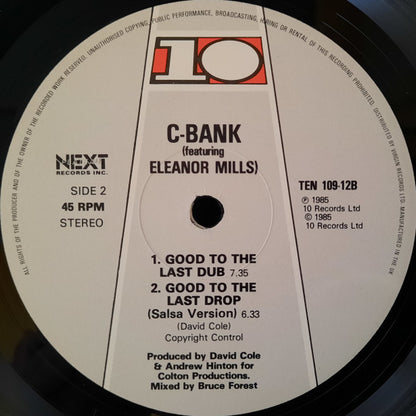 ALL RIGHTS OF THE PRODUCER AND OF THE OWNER OF THE RECORDED WORK RESERVED. UNAUTHORISED COPYING, PUBLIC PERFORMANCE, BROADCASTING, HIRING OR RENTAL OF THIS RECORDING PROHIBITED. DISTRIBUTED BY VIRGIN RECORDS LTD. MANUFACTURED IN THE UK
10
C-BANK
(featuring
ELEANOR MILLS)
NEXT
RECORDS INC.
SIDE 2
45 RPM
STEREO
TEN 109-12B
℗ 1985
10 Records Ltd
© 1985
10 Records Ltd
1. GOOD TO THE
LAST DUB 7.35
2. GOOD TO THE
LAST DROP
(Salsa Version) 6.33
(David Cole)
Copyright Control
Produced by David Cole
& Andrew Hinton for
Colton Productions.
Mixed by Bruce Forest